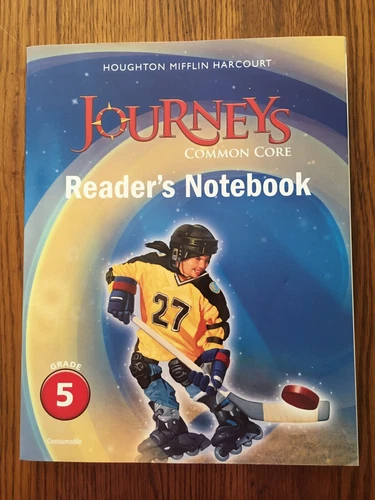 HOUGHTON MIFFLIN HARCOURT
JOURNEYS
COMMON CORE
Reader's Notebook
27
GRADE
5
Consumable